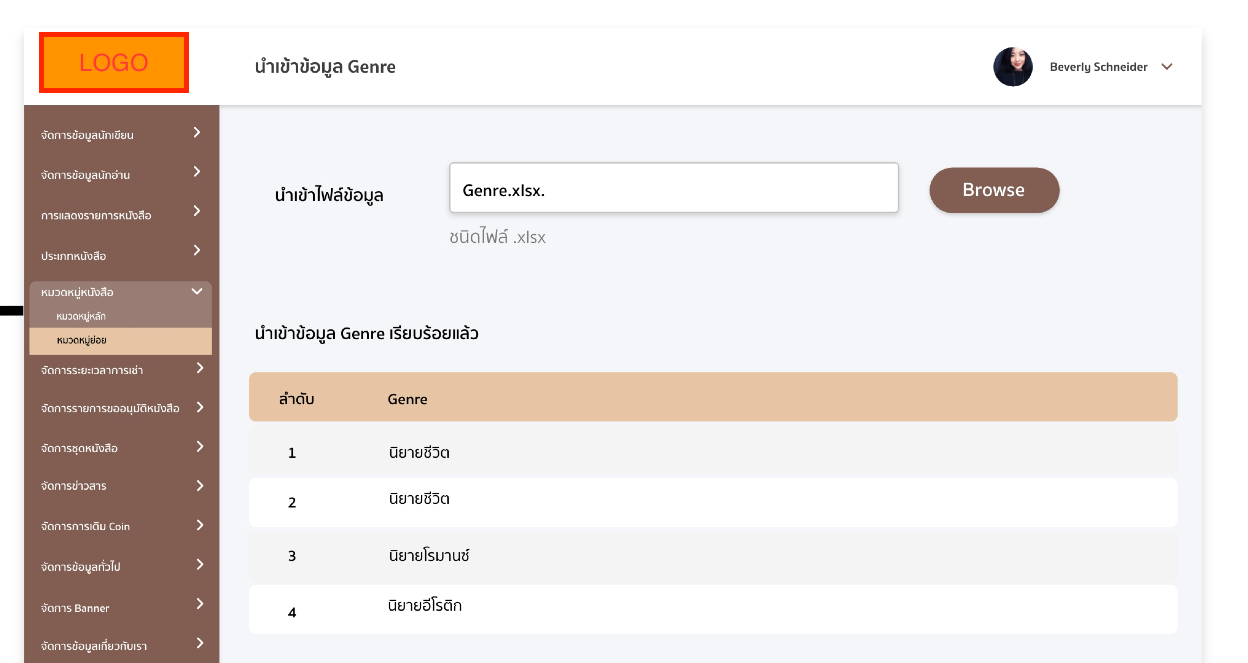 LOGO
นำเข้าข้อมูล Genre
Beverly Schneider
จัดการข้อมูลนักเขียน
จัดการข้อมูลนักอ่าน
การแสดงรายการหนังสือ
ประเภทหนังสือ
หมวดหมู่หนังสือ
หมวดหมู่หลัก
หมวดหมู่ย่อย
จัดการระยะเวลาการเช่า
จัดการรายการขออนุมัติหนังสือ
จัดการชุดหนังสือ
จัดการข่าวสาร
จัดการการเติม Coin
จัดการข้อมูลทั่วไป
จัดการ Banner
จัดการข้อมูลเกี่ยวกับเรา
นำเข้าไฟล์ข้อมูล
Genre.xlsx.
Browse
ชนิดไฟล์ .xlsx
นำเข้าข้อมูล Genre เรียบร้อยแล้ว
ลำดับ Genre
1 นิยายชีวิต
2 นิยายชีวิต
3 นิยายโรมานซ์
4 นิยายอีโรติก